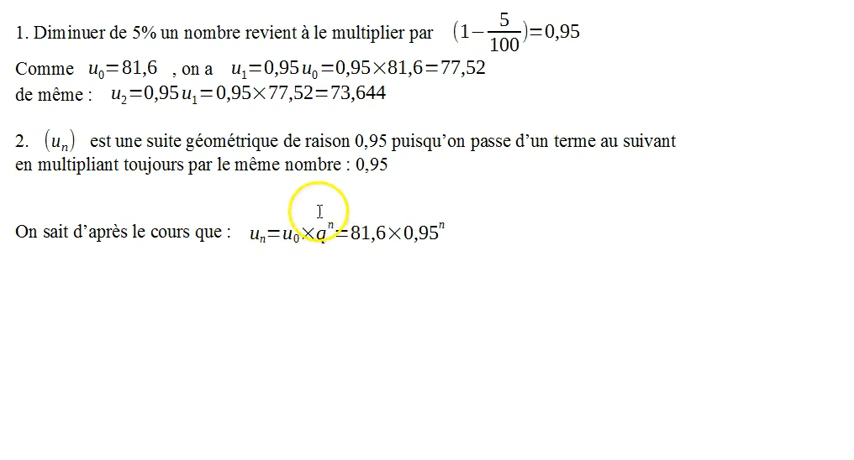 1. Diminuer de 5% un nombre revient à le multiplier par (1−5/100)=0,95
Comme u₀=81,6 , on a u₁=0,95u₀=0,95×81,6=77,52
de même : u₂=0,95u₁=0,95×77,52=73,644
2. (uₙ) est une suite géométrique de raison 0,95 puisqu’on passe d’un terme au suivant
en multipliant toujours par le même nombre : 0,95
On sait d’après le cours que : uₙ=u₀×qⁿ=81,6×0,95ⁿ